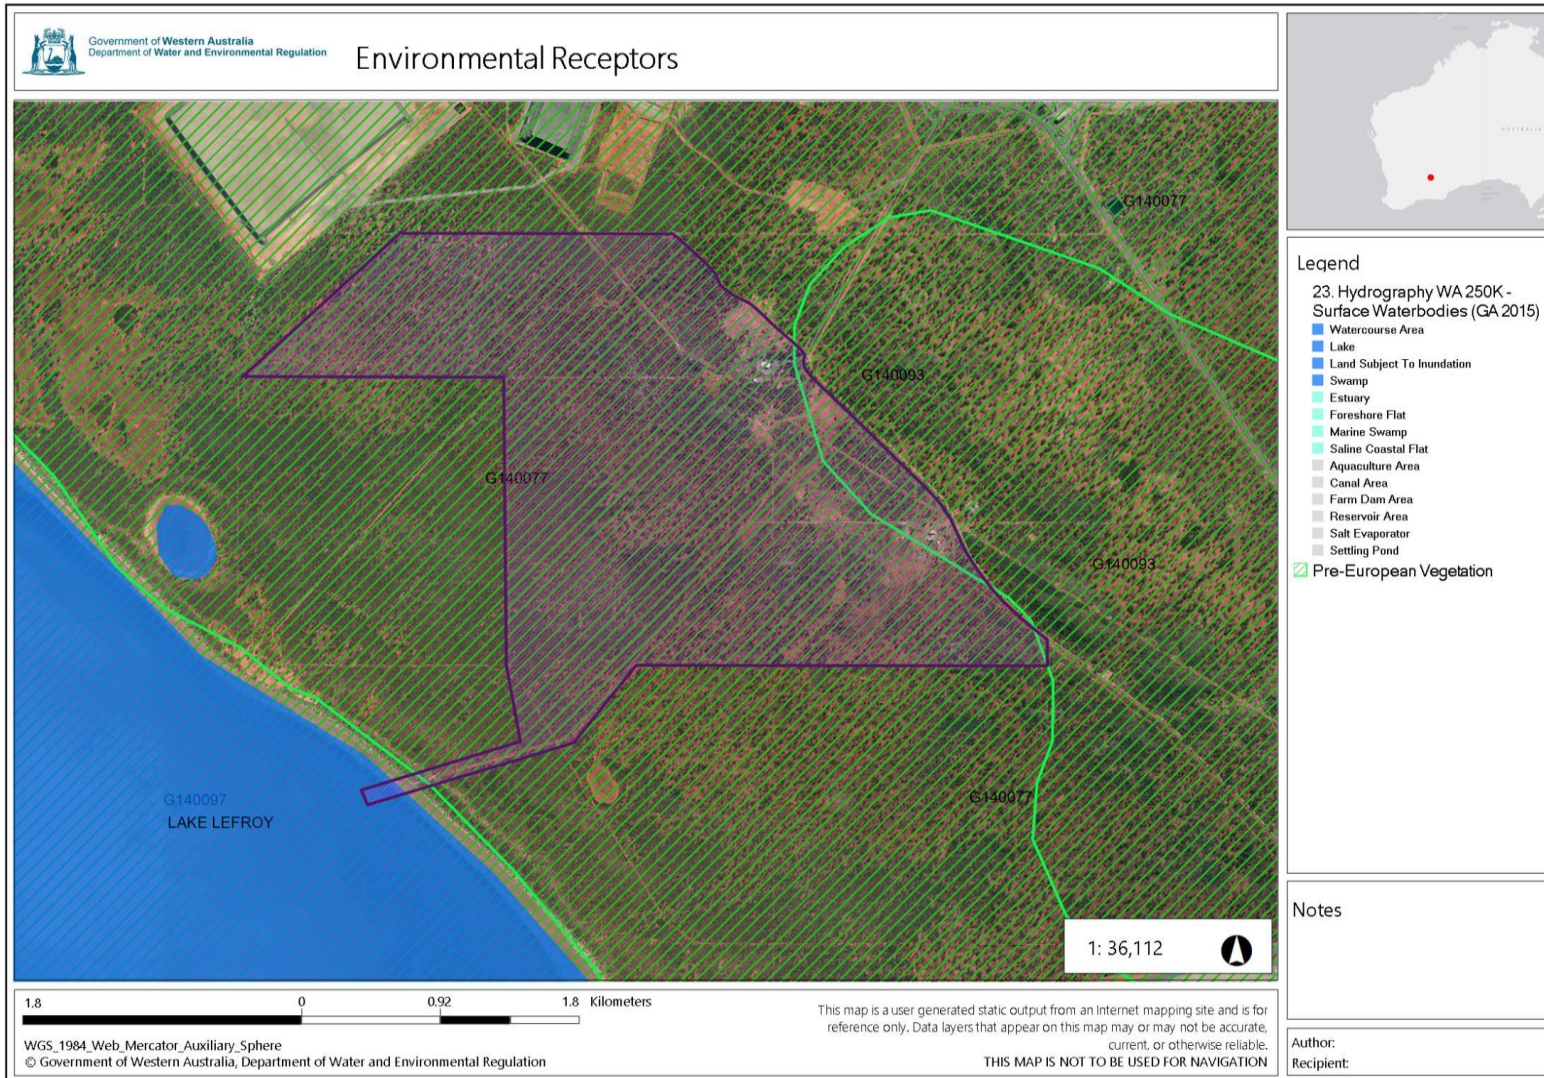 Government of Western Australia
Department of Water and Environmental Regulation
Environmental Receptors
AUSTRALIA
G140077
G140093
G140077
G140093
G140077
G140097
LAKE LEFROY
1: 36,112
Legend
23. Hydrography WA 250K -
Surface Waterbodies (GA 2015)
Watercourse Area
Lake
Land Subject To Inundation
Swamp
Estuary
Foreshore Flat
Marine Swamp
Saline Coastal Flat
Aquaculture Area
Canal Area
Farm Dam Area
Reservoir Area
Salt Evaporator
Settling Pond
Pre-European Vegetation
Notes
1.8 0 0.92 1.8 Kilometers
WGS_1984_Web_Mercator_Auxiliary_Sphere
© Government of Western Australia, Department of Water and Environmental Regulation
This map is a user generated static output from an Internet mapping site and is for
reference only. Data layers that appear on this map may or may not be accurate,
current, or otherwise reliable.
THIS MAP IS NOT TO BE USED FOR NAVIGATION
Author:
Recipient: